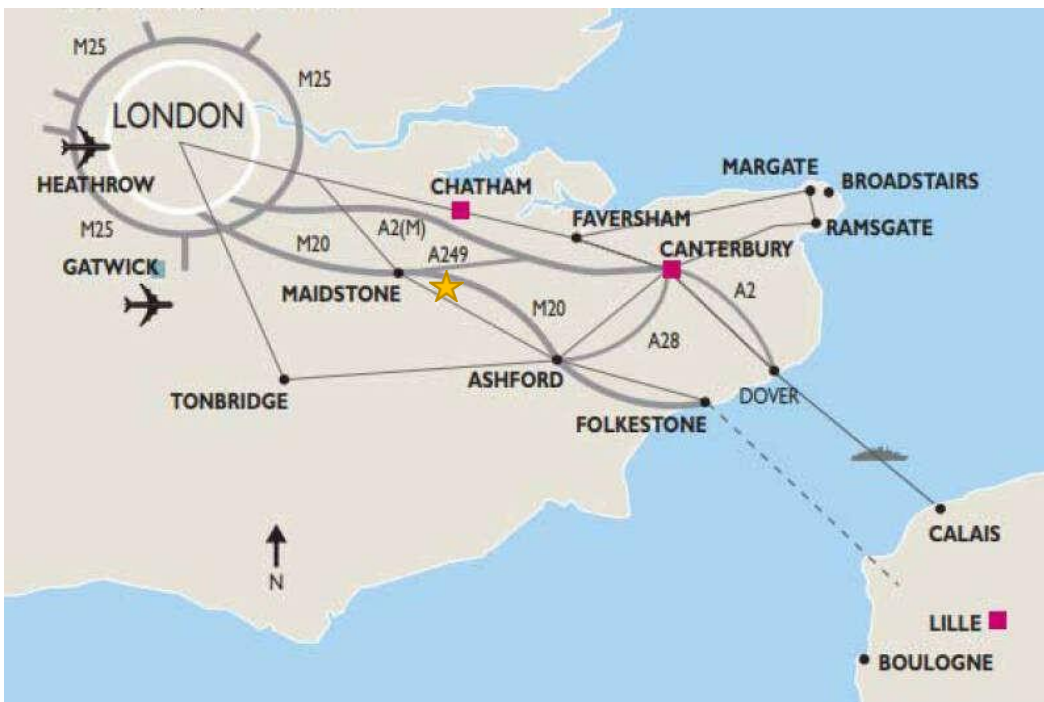 M25
M25
LONDON
HEATHROW
M25
GATWICK
CHATHAM
MARGATE
BROADSTAIRS
FAVERSHAM
RAMSGATE
A2(M)
M20
A249
CANTERBURY
MAIDSTONE
A2
M20
A28
ASHFORD
TONBRIDGE
DOVER
FOLKESTONE
CALAIS
N
LILLE
BOULOGNE